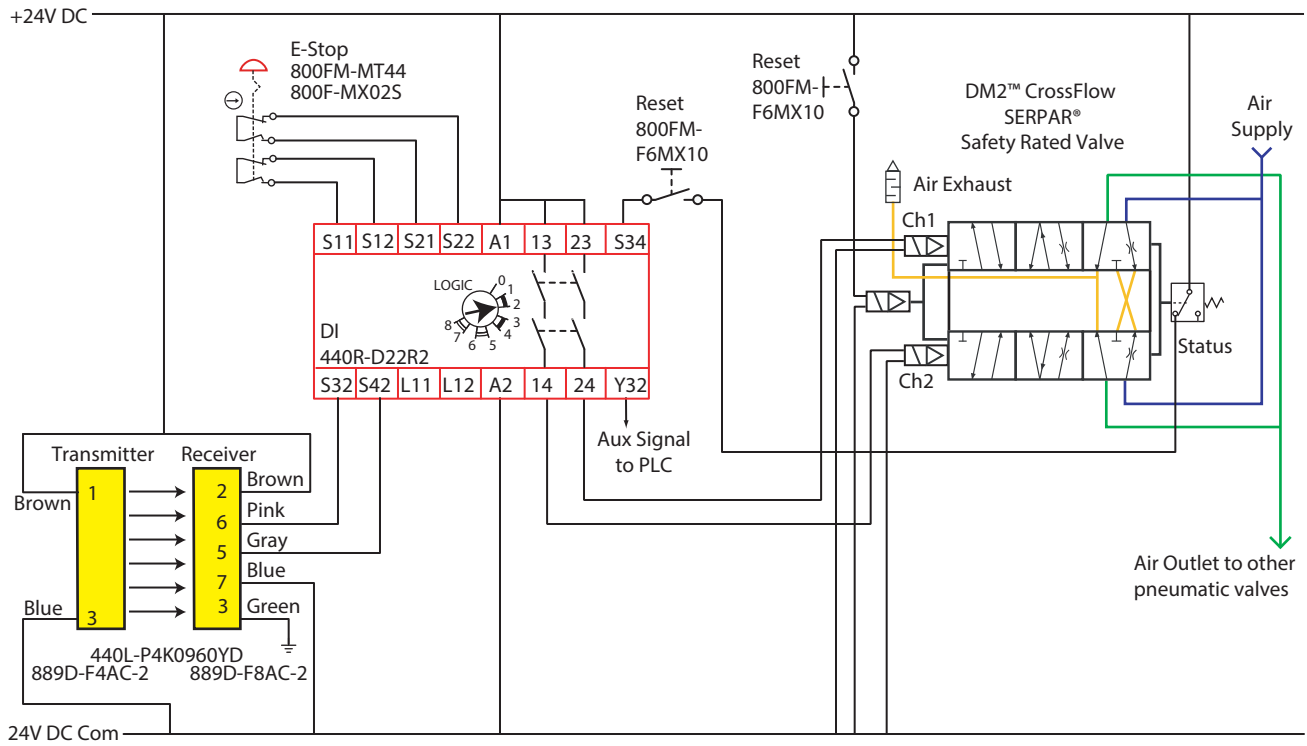 +24V DC
E-Stop
800FM-MT44
800F-MX02S
Reset
800FM-
F6MX10
Reset
800FM-
F6MX10
DM2™ CrossFlow
SERPAR®
Safety Rated Valve
Air
Supply
Air Exhaust
Ch1
Ch2
Status
S11 S12 S21 S22 A1 13 23 S34
LOGIC
0
1
2
3
4
5
6
7
8
DI
440R-D22R2
S32 S42 L11 L12 A2 14 24 Y32
Aux Signal
to PLC
Transmitter Receiver
Brown 1 2 Brown
6 Pink
5 Gray
7 Blue
Blue 3 3 Green
440L-P4K0960YD
889D-F4AC-2 889D-F8AC-2
Air Outlet to other
pneumatic valves
24V DC Com